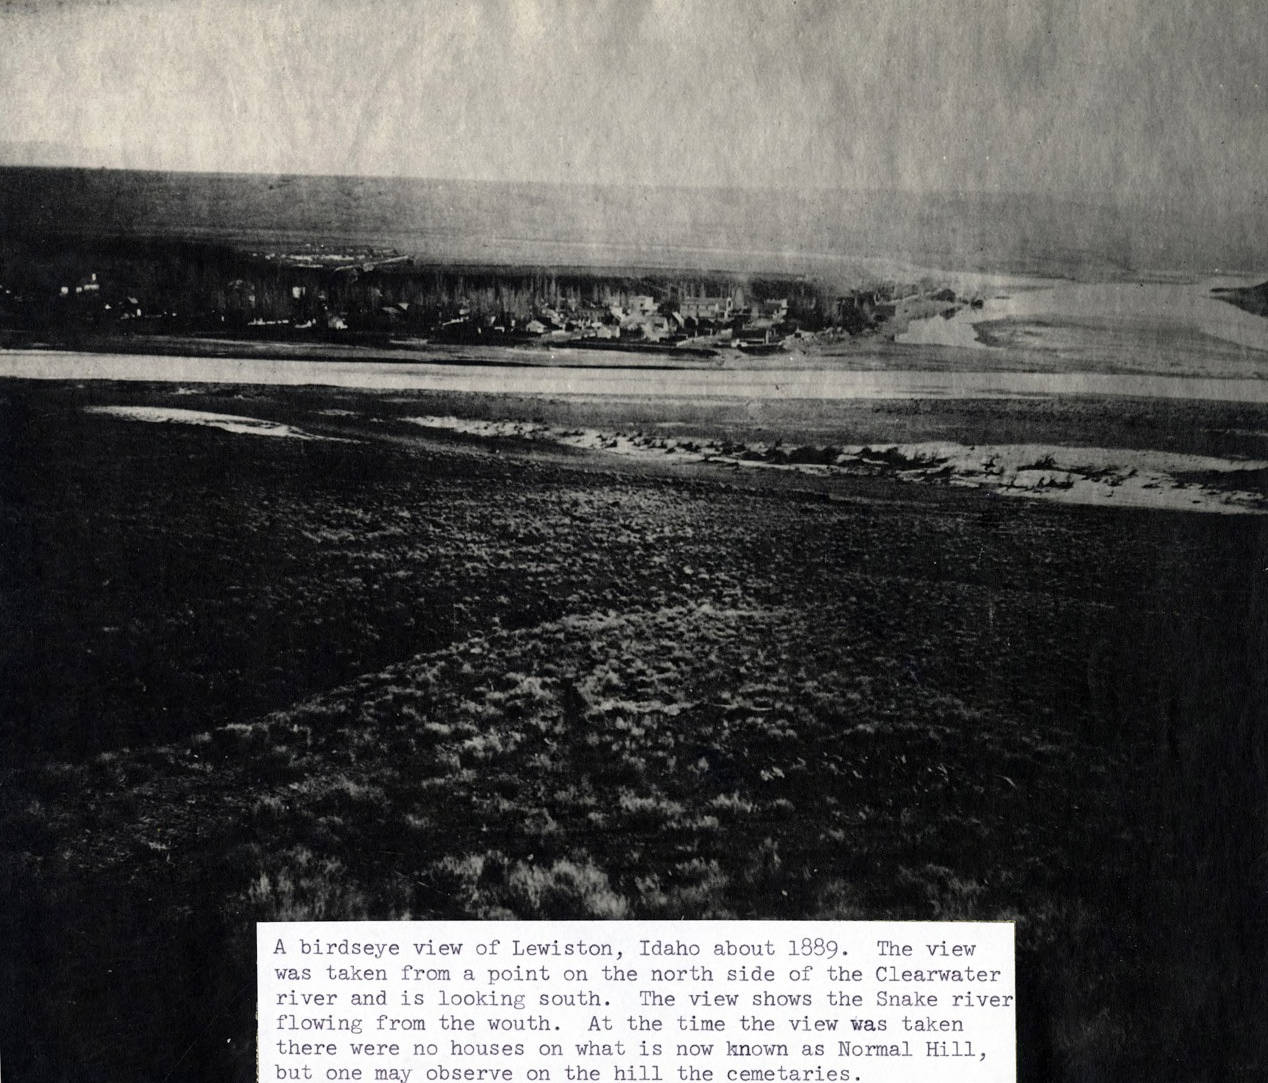 A birdseye view of Lewiston, Idaho about 1889.  The view
was taken from a point on the north side of the Clearwater
river and is looking south.  The view shows the Snake river
flowing from the wouth.  At the time the view was taken
there were no houses on what is now known as Normal Hill,
but one may observe on the hill the cemetaries.